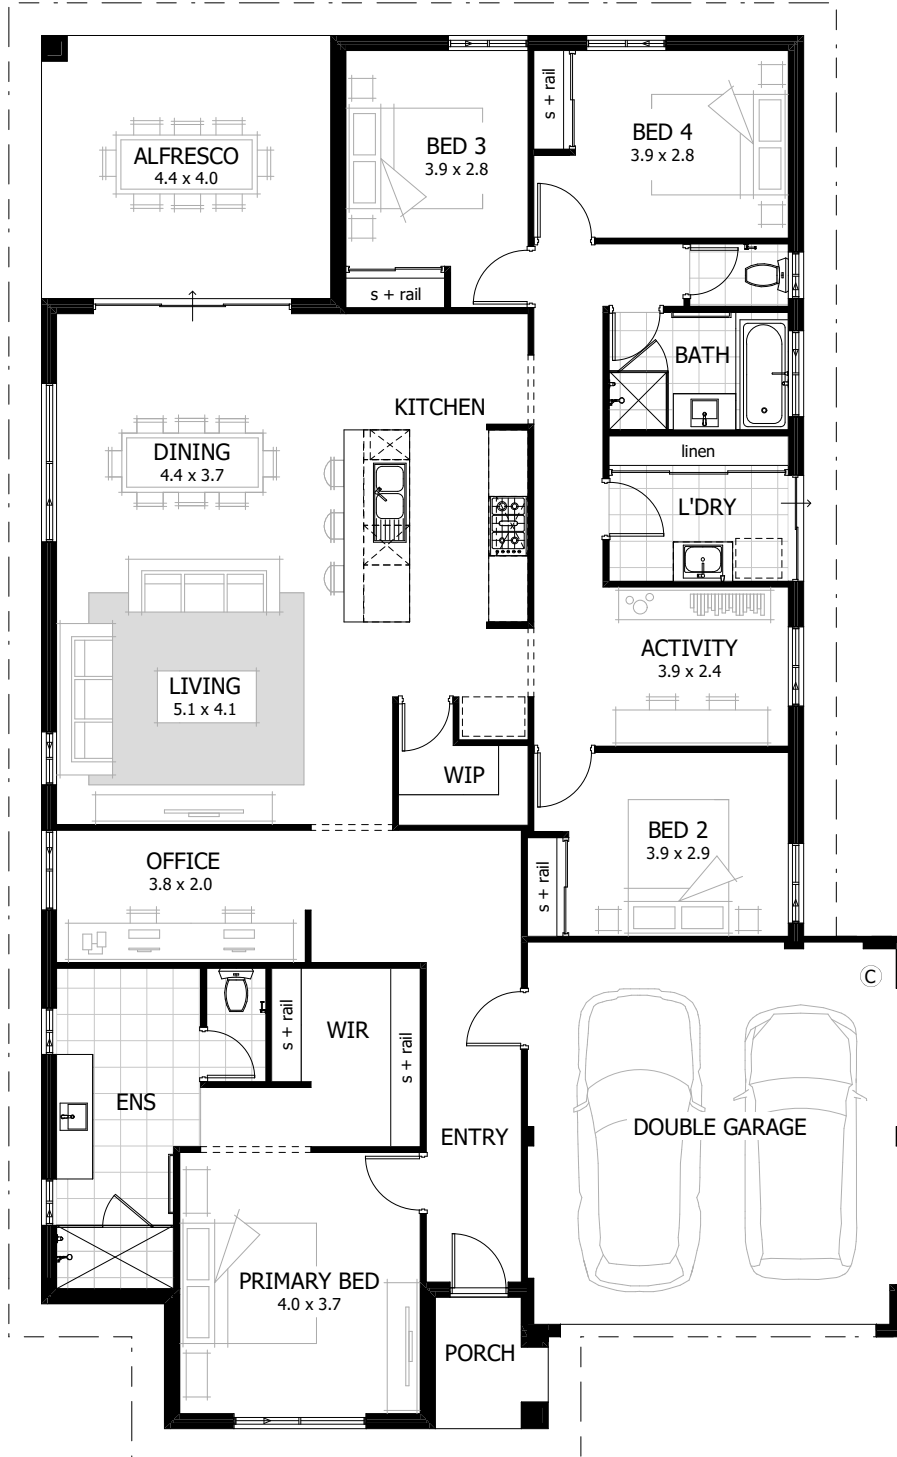 ALFRESCO
4.4 x 4.0
BED 3
3.9 x 2.8
s + rail
s + rail
BED 4
3.9 x 2.8
BATH
KITCHEN
DINING
4.4 x 3.7
linen
L'DRY
LIVING
5.1 x 4.1
ACTIVITY
3.9 x 2.4
WIP
OFFICE
3.8 x 2.0
BED 2
3.9 x 2.9
s + rail
C
s + rail
WIR
s + rail
ENS
ENTRY
DOUBLE GARAGE
PRIMARY BED
4.0 x 3.7
PORCH